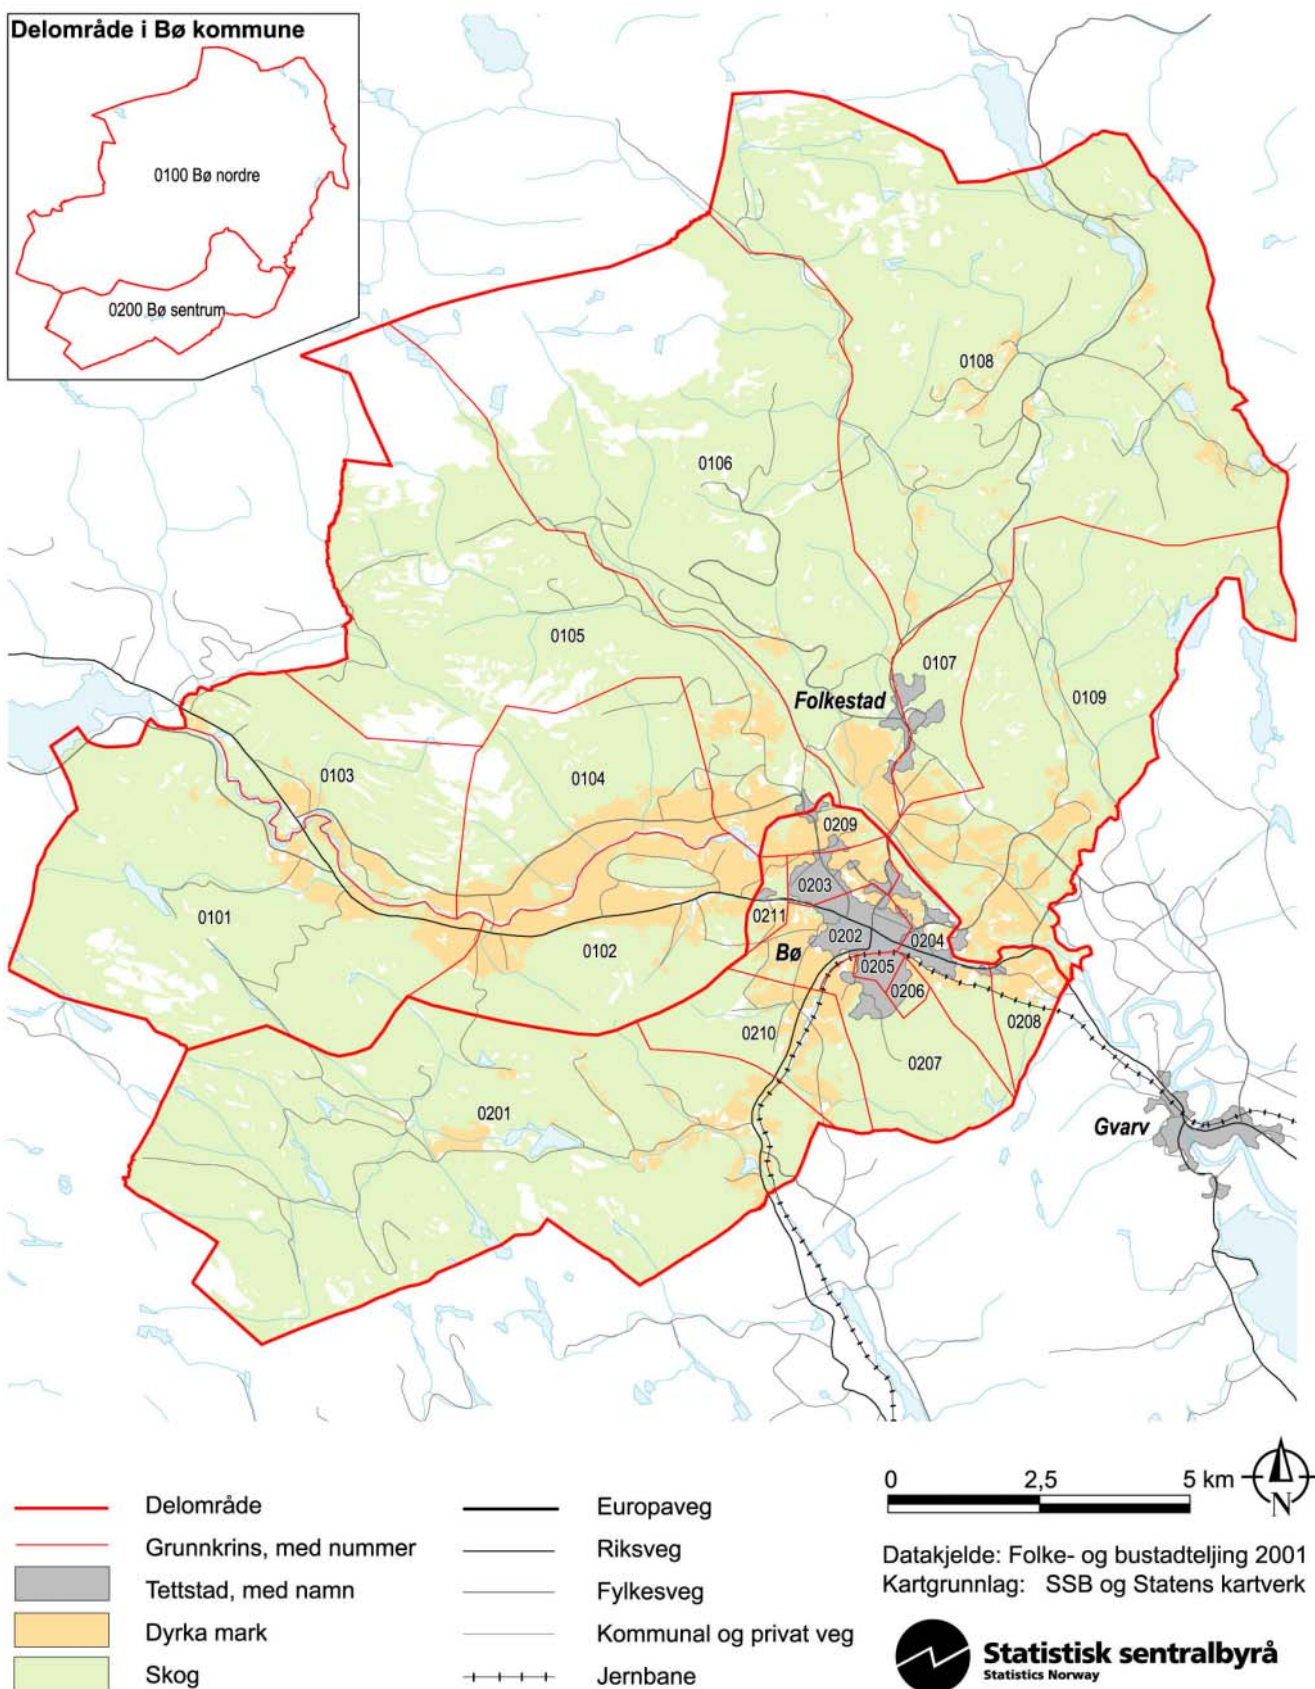 Delområde i Bø kommune
0100 Bø nordre
0200 Bø sentrum
0108
0106
0105
0107
Folkestad
0109
0103
0104
0209
0203
0101
0211
0102
0202
0204
Bø
0205
0206
0208
0210
0207
0201
Gvarv
Delområde
Grunnkrins, med nummer
Tettstad, med namn
Dyrka mark
Skog
Europaveg
Riksveg
Fylkesveg
Kommunal og privat veg
Jernbane
0 2,5 5 km
N
Datakjelde: Folke- og bustadteljing 2001
Kartgrunnlag: SSB og Statens kartverk
Statistisk sentralbyrå
Statistics Norway